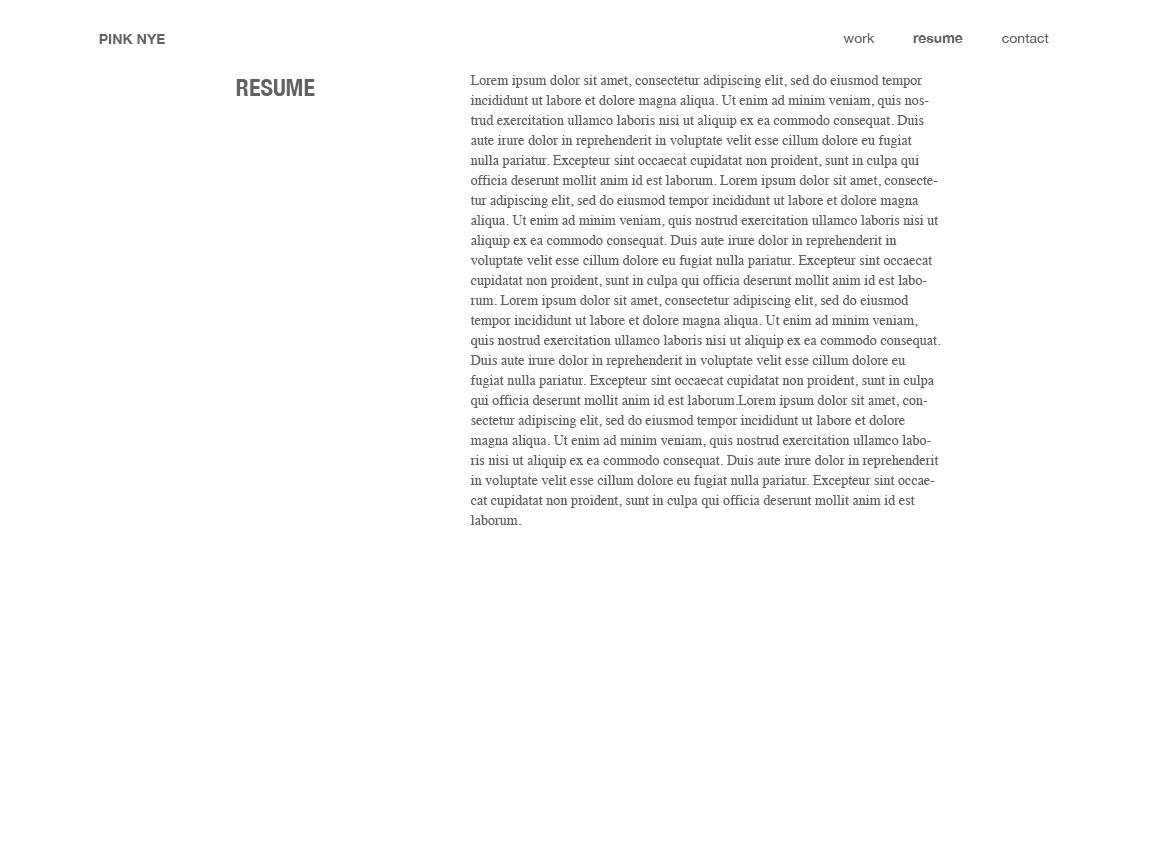 PINK NYE
work resume contact
RESUME
Lorem ipsum dolor sit amet, consectetur adipiscing elit, sed do eiusmod tempor
incididunt ut labore et dolore magna aliqua. Ut enim ad minim veniam, quis nos-
trud exercitation ullamco laboris nisi ut aliquip ex ea commodo consequat. Duis
aute irure dolor in reprehenderit in voluptate velit esse cillum dolore eu fugiat
nulla pariatur. Excepteur sint occaecat cupidatat non proident, sunt in culpa qui
officia deserunt mollit anim id est laborum. Lorem ipsum dolor sit amet, consecte-
tur adipiscing elit, sed do eiusmod tempor incididunt ut labore et dolore magna
aliqua. Ut enim ad minim veniam, quis nostrud exercitation ullamco laboris nisi ut
aliquip ex ea commodo consequat. Duis aute irure dolor in reprehenderit in
voluptate velit esse cillum dolore eu fugiat nulla pariatur. Excepteur sint occaecat
cupidatat non proident, sunt in culpa qui officia deserunt mollit anim id est labo-
rum. Lorem ipsum dolor sit amet, consectetur adipiscing elit, sed do eiusmod
tempor incididunt ut labore et dolore magna aliqua. Ut enim ad minim veniam,
quis nostrud exercitation ullamco laboris nisi ut aliquip ex ea commodo consequat.
Duis aute irure dolor in reprehenderit in voluptate velit esse cillum dolore eu
fugiat nulla pariatur. Excepteur sint occaecat cupidatat non proident, sunt in culpa
qui officia deserunt mollit anim id est laborum.Lorem ipsum dolor sit amet, con-
sectetur adipiscing elit, sed do eiusmod tempor incididunt ut labore et dolore
magna aliqua. Ut enim ad minim veniam, quis nostrud exercitation ullamco labo-
ris nisi ut aliquip ex ea commodo consequat. Duis aute irure dolor in reprehenderit
in voluptate velit esse cillum dolore eu fugiat nulla pariatur. Excepteur sint occae-
cat cupidatat non proident, sunt in culpa qui officia deserunt mollit anim id est
laborum.